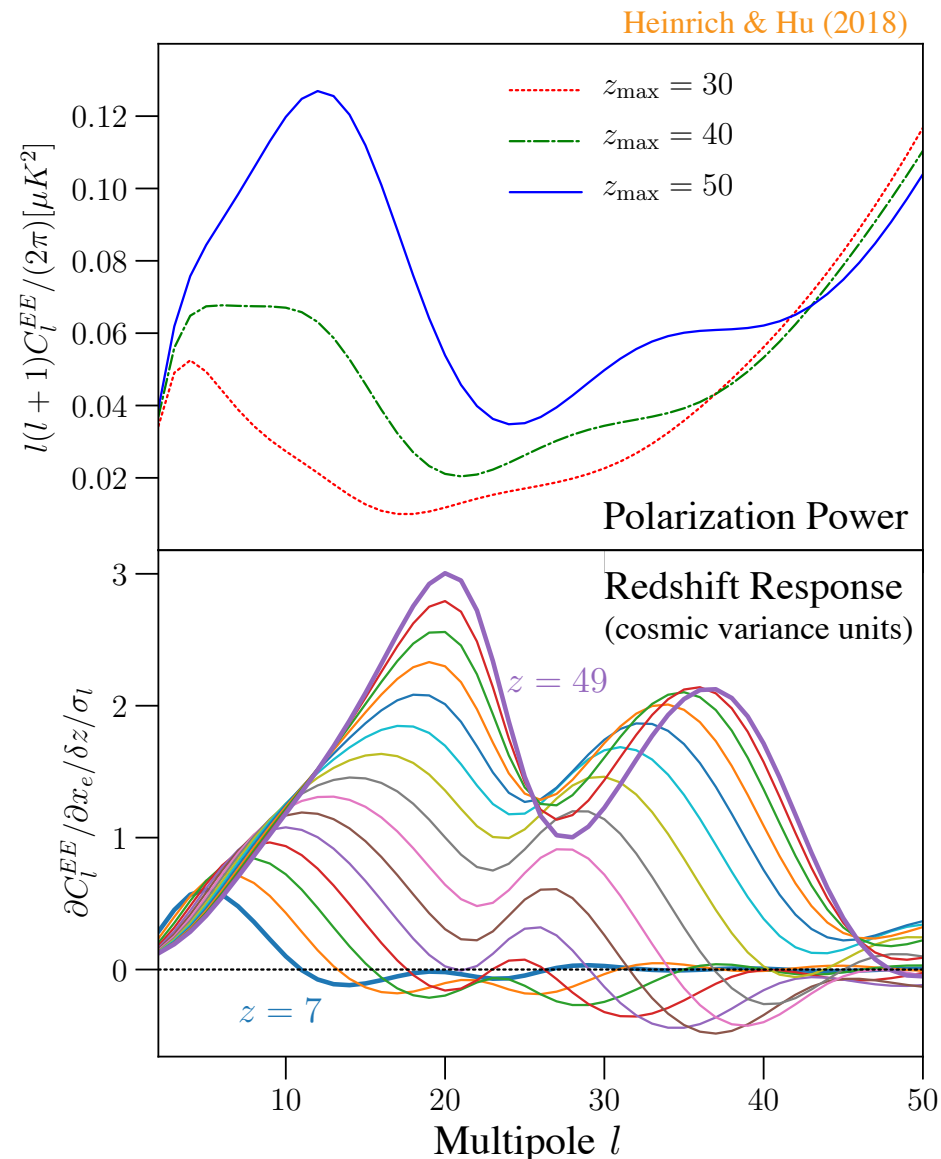 Heinrich & Hu (2018)
l(l + 1)C_l^{EE}/(2π)[μK²]
0.12
0.10
0.08
0.06
0.04
0.02
z_max = 30
z_max = 40
z_max = 50
Polarization Power
∂C_l^{EE}/∂x_e/δz/σ_l
3
2
1
0
Redshift Response
(cosmic variance units)
z = 49
z = 7
10 20 30 40 50
Multipole l